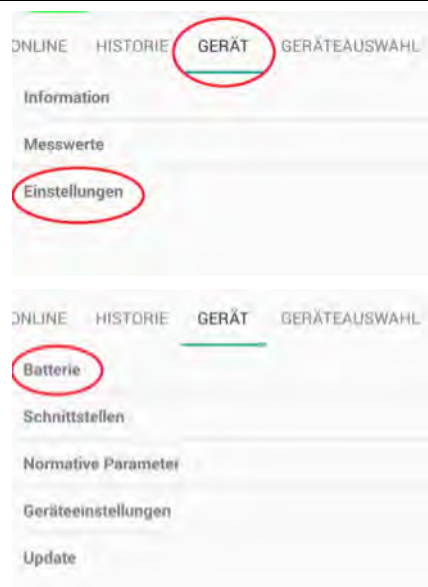 ONLINE HISTORIE GERÄT GERÄTEAUSWAHL
Information
Messwerte
Einstellungen
ONLINE HISTORIE GERÄT GERÄTEAUSWAHL
Batterie
Schnittstellen
Normative Parameter
Geräteeinstellungen
Update